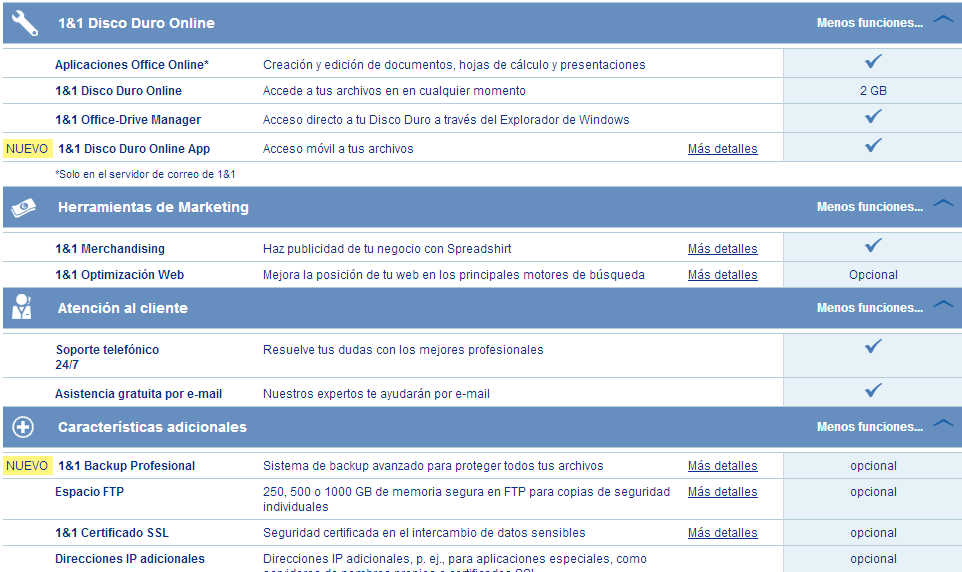 1&1 Disco Duro Online Menos funciones...
Aplicaciones Office Online* Creación y edición de documentos, hojas de cálculo y presentaciones
1&1 Disco Duro Online Accede a tus archivos en en cualquier momento 2 GB
1&1 Office-Drive Manager Acceso directo a tu Disco Duro a través del Explorador de Windows
NUEVO 1&1 Disco Duro Online App Acceso móvil a tus archivos Más detalles
*Solo en el servidor de correo de 1&1
Herramientas de Marketing Menos funciones...
1&1 Merchandising Haz publicidad de tu negocio con Spreadshirt Más detalles
1&1 Optimización Web Mejora la posición de tu web en los principales motores de búsqueda Más detalles Opcional
Atención al cliente Menos funciones...
Soporte telefónico Resuelve tus dudas con los mejores profesionales
24/7
Asistencia gratuita por e-mail Nuestros expertos te ayudarán por e-mail
Características adicionales Menos funciones...
NUEVO 1&1 Backup Profesional Sistema de backup avanzado para proteger todos tus archivos Más detalles opcional
Espacio FTP 250, 500 o 1000 GB de memoria segura en FTP para copias de seguridad Más detalles opcional
individuales
1&1 Certificado SSL Seguridad certificada en el intercambio de datos sensibles Más detalles opcional
Direcciones IP adicionales Direcciones IP adicionales, p. ej., para aplicaciones especiales, como opcional